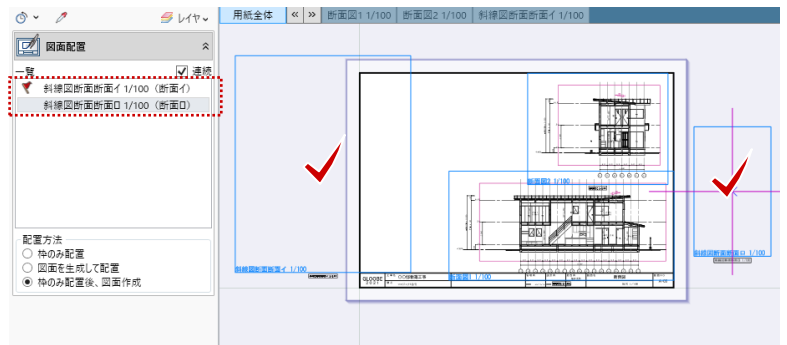 レイヤ
用紙全体
断面図1 1/100
断面図2 1/100
斜線図断面断面イ 1/100
図面配置
一覧
連続
斜線図断面断面イ 1/100（断面イ）
斜線図断面断面ロ 1/100（断面ロ）
配置方法
枠のみ配置
図面を生成して配置
枠のみ配置後、図面作成
断面図2 1/100
斜線図断面断面ロ 1/100
斜線図断面断面イ 1/100
断面図1 1/100
GLOOBE
2021